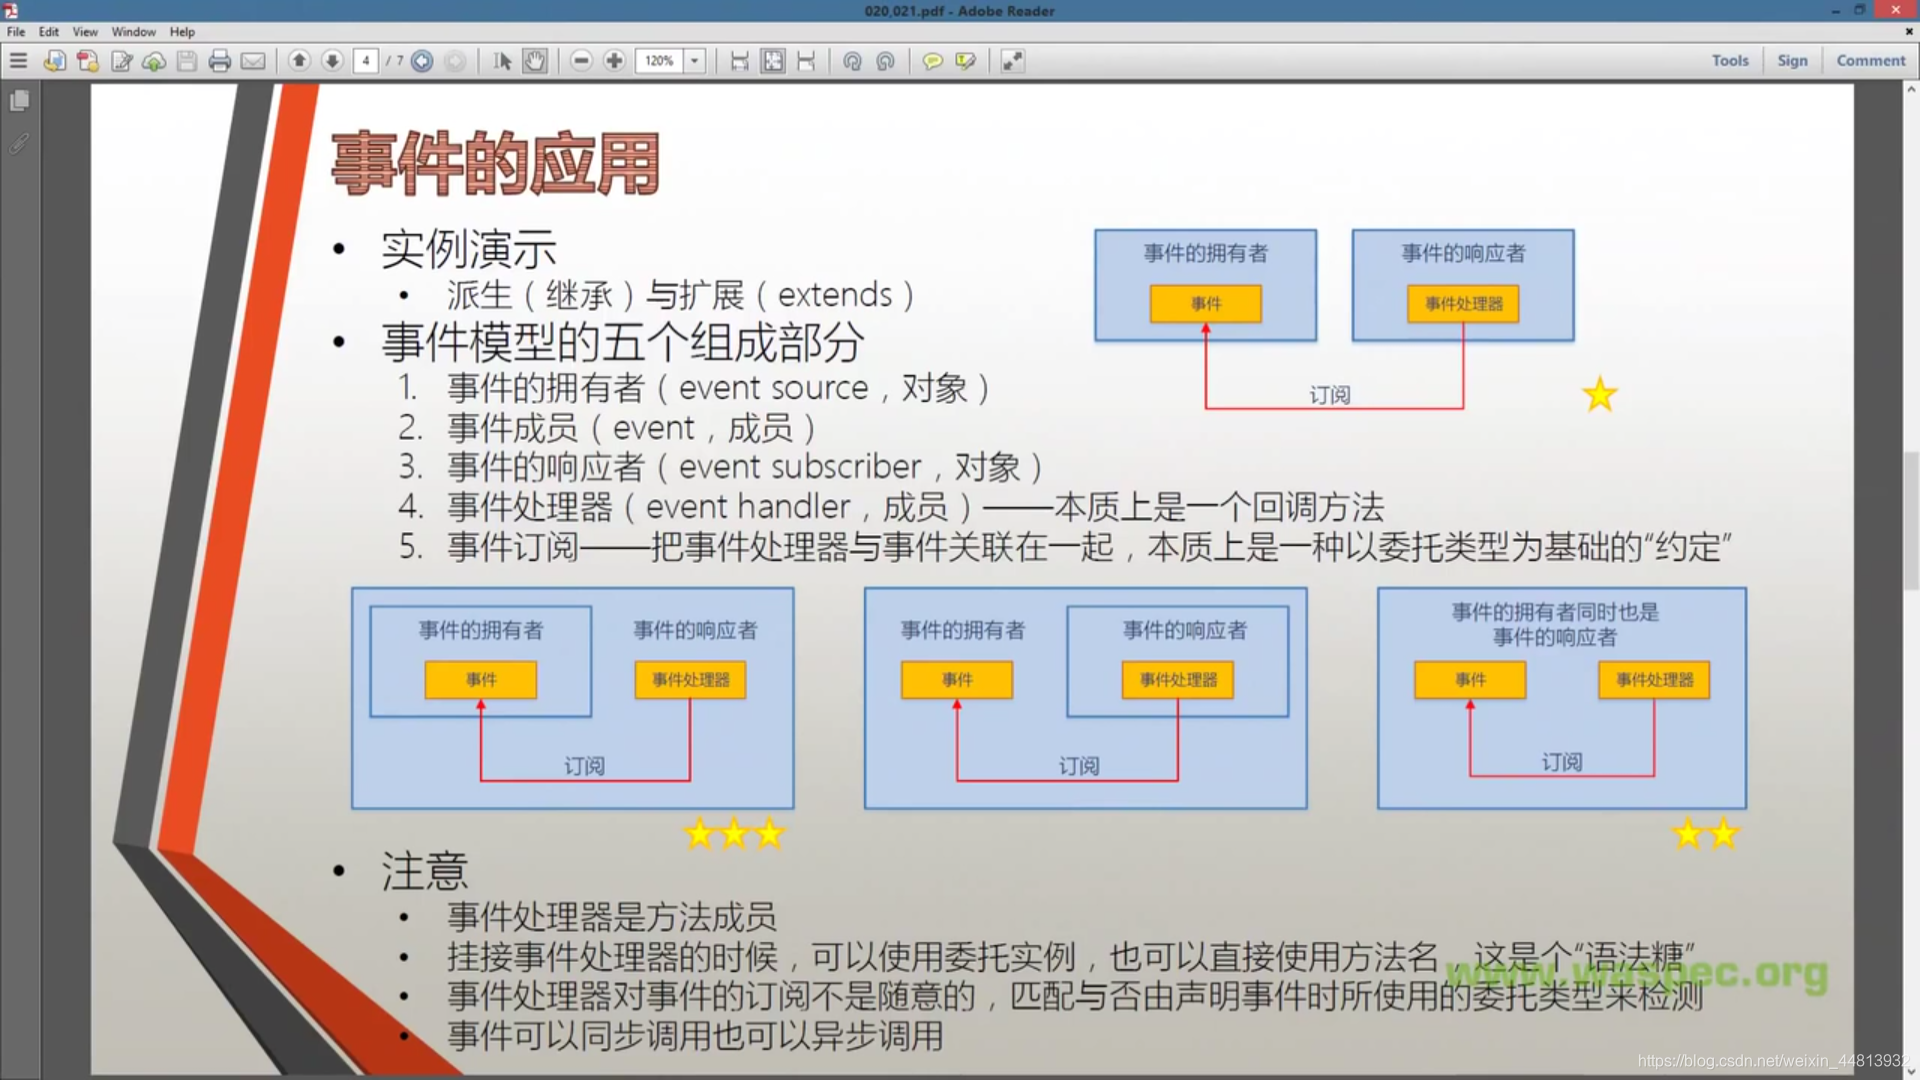 020,021.pdf - Adobe Reader
File Edit View Window Help
4 / 7 120% Tools Sign Comment
事件的应用
• 实例演示
• 派生（继承）与扩展（extends）
• 事件模型的五个组成部分
1. 事件的拥有者（event source，对象）
2. 事件成员（event，成员）
3. 事件的响应者（event subscriber，对象）
4. 事件处理器（event handler，成员）——本质上是一个回调方法
5. 事件订阅——把事件处理器与事件关联在一起，本质上是一种以委托类型为基础的“约定”
事件的拥有者
事件
事件的响应者
事件处理器
订阅
事件的拥有者
事件
事件的响应者
事件处理器
订阅
事件的拥有者
事件
事件的响应者
事件处理器
订阅
事件的拥有者同时也是
事件的响应者
事件
事件处理器
订阅
• 注意
• 事件处理器是方法成员
• 挂接事件处理器的时候，可以使用委托实例，也可以直接使用方法名，这是个“语法糖”
• 事件处理器对事件的订阅不是随意的，匹配与否由声明事件时所使用的委托类型来检测
• 事件可以同步调用也可以异步调用
www.waspec.org
https://blog.csdn.net/weixin_44813932